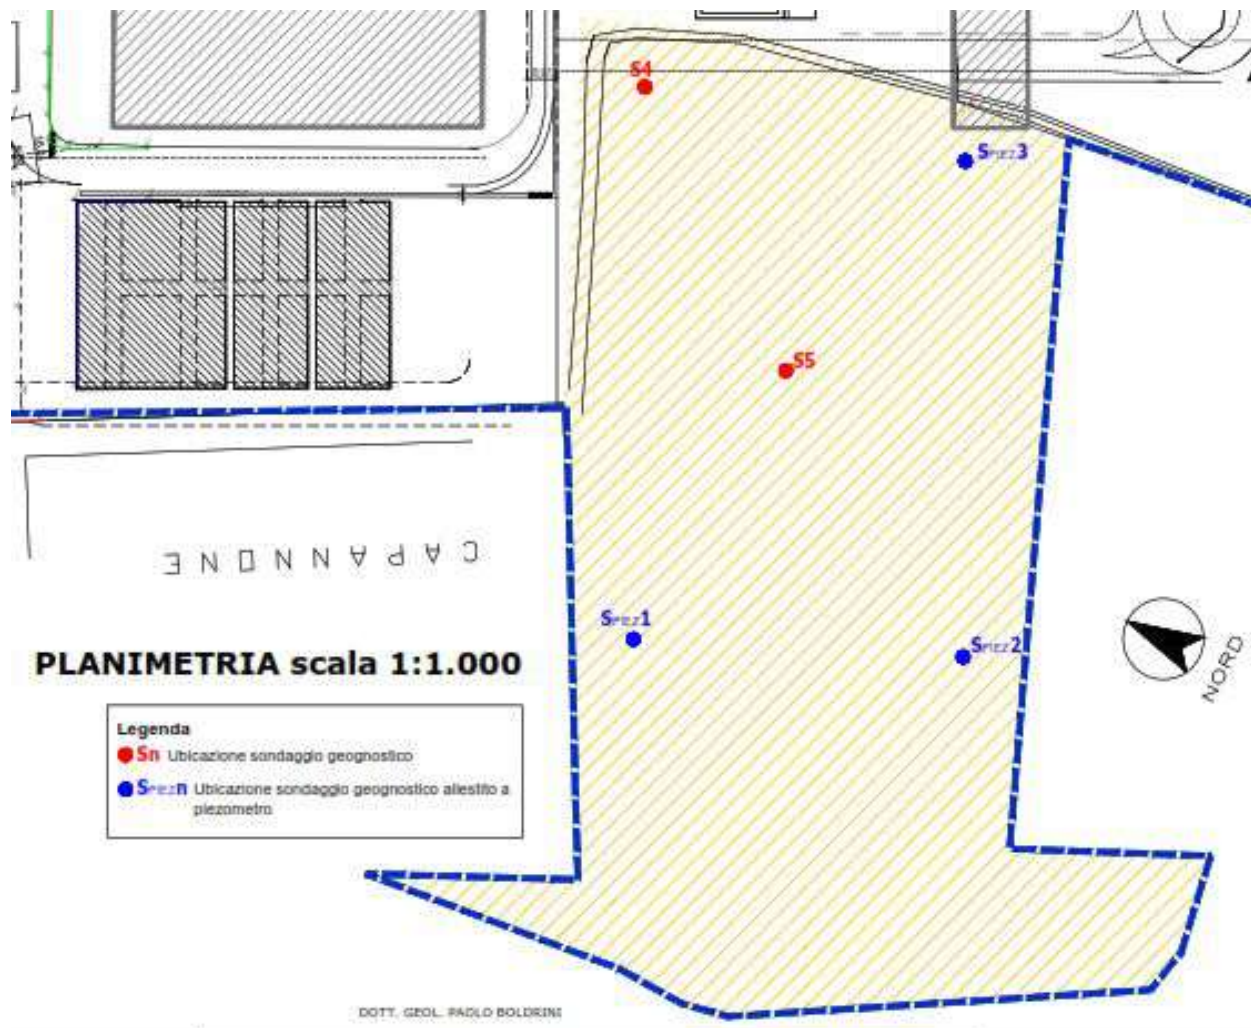 S4
SPIEZ3
S5
CAPANNONE
SPIEZ1
SPIEZ2
NORD
PLANIMETRIA scala 1:1.000
Legenda
Sn Ubicazione sondaggio geognostico
SPIEZn Ubicazione sondaggio geognostico allestito a
piezometro
DOTT. GEOL. PAOLO BOLDRINI